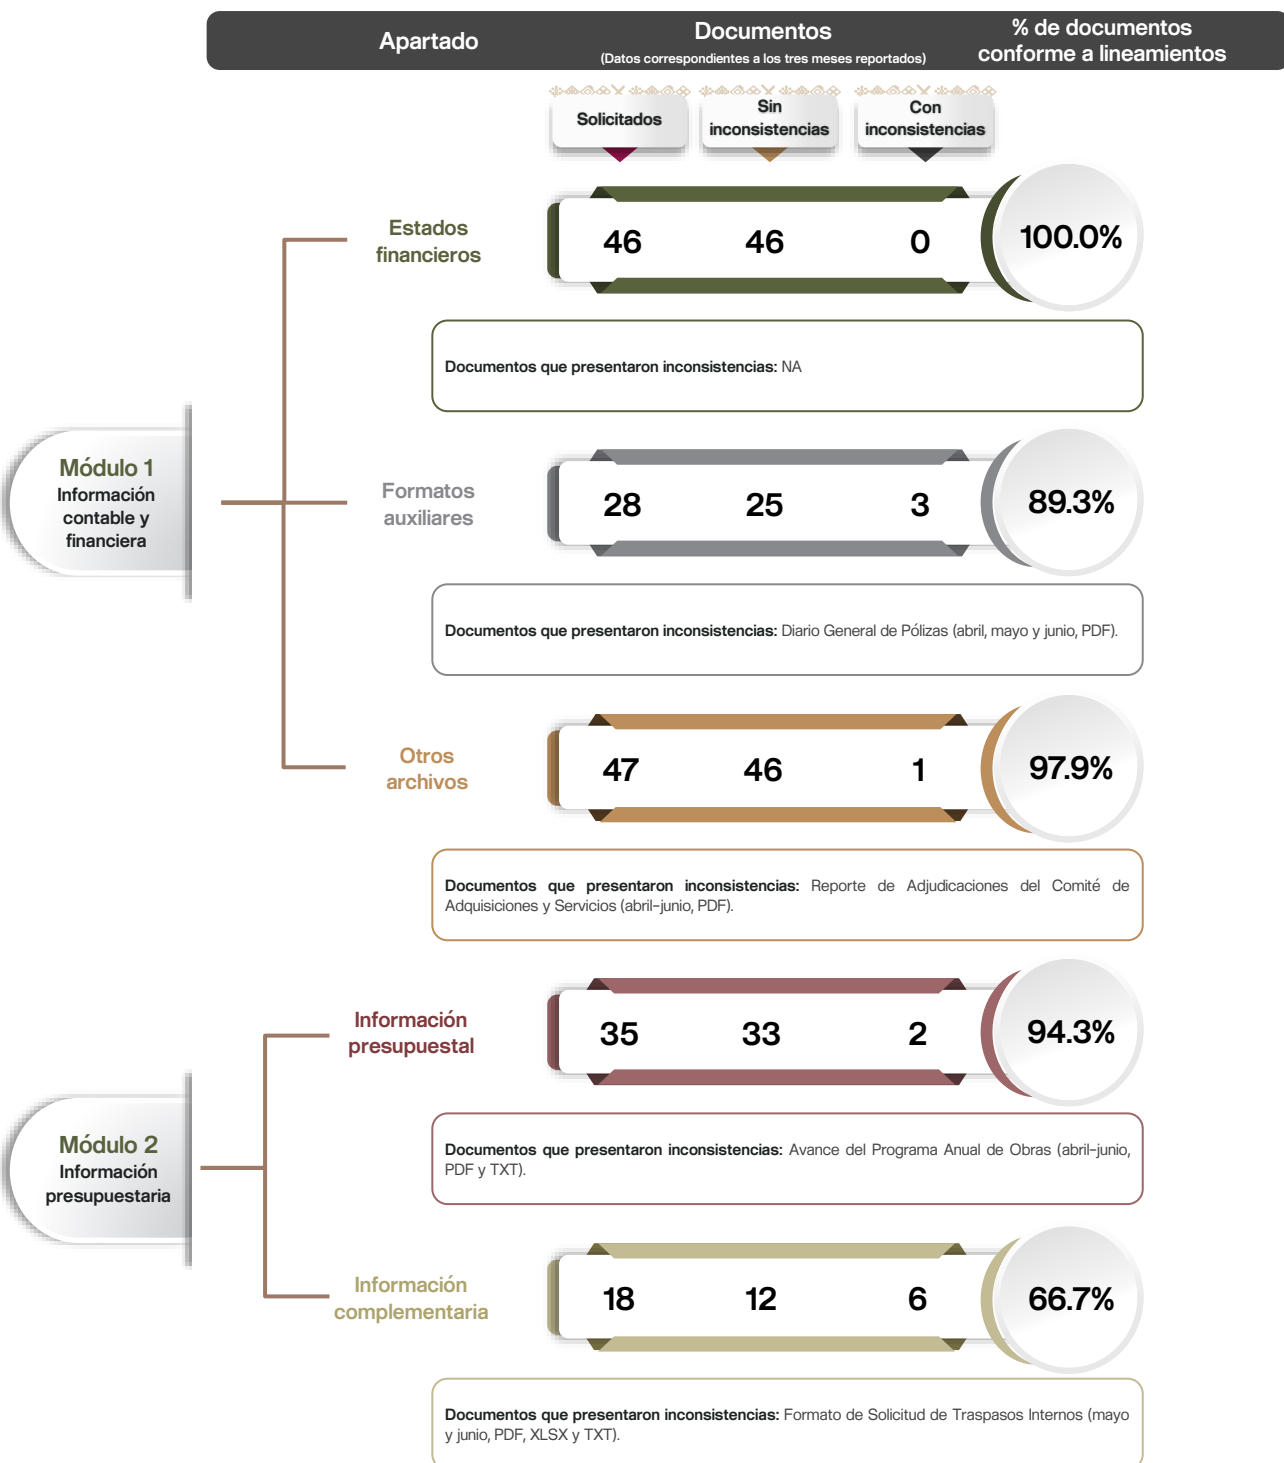 Apartado
Documentos
(Datos correspondientes a los tres meses reportados)
% de documentos
conforme a lineamientos
Solicitados
Sin
inconsistencias
Con
inconsistencias
Módulo 1
Información
contable y
financiera
Estados
financieros
46 46 0 100.0%
Documentos que presentaron inconsistencias: NA
Formatos
auxiliares
28 25 3 89.3%
Documentos que presentaron inconsistencias: Diario General de Pólizas (abril, mayo y junio, PDF).
Otros
archivos
47 46 1 97.9%
Documentos que presentaron inconsistencias: Reporte de Adjudicaciones del Comité de
Adquisiciones y Servicios (abril-junio, PDF).
Módulo 2
Información
presupuestaria
Información
presupuestal
35 33 2 94.3%
Documentos que presentaron inconsistencias: Avance del Programa Anual de Obras (abril-junio,
PDF y TXT).
Información
complementaria
18 12 6 66.7%
Documentos que presentaron inconsistencias: Formato de Solicitud de Traspasos Internos (mayo
y junio, PDF, XLSX y TXT).